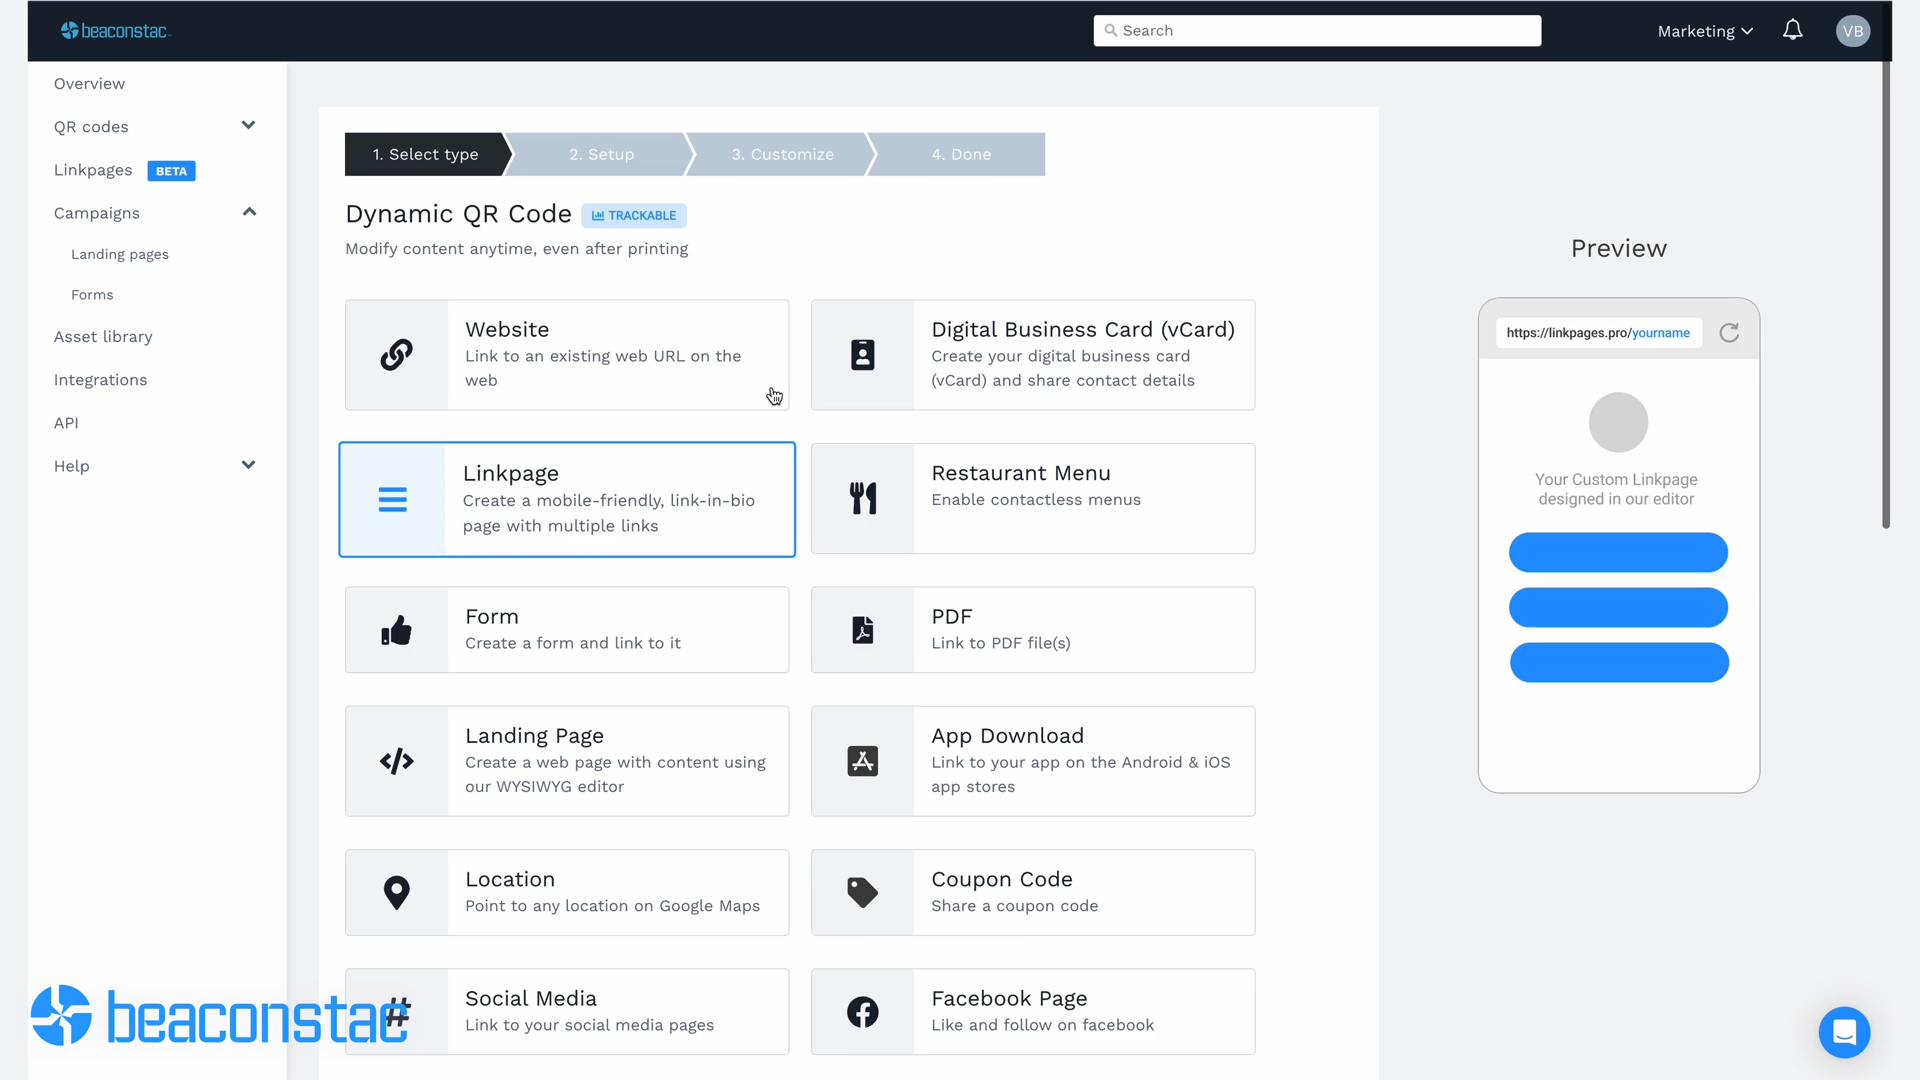 beaconstac
Search
Marketing
VB
Overview
QR codes
Linkpages BETA
Campaigns
Landing pages
Forms
Asset library
Integrations
API
Help
1. Select type
2. Setup
3. Customize
4. Done
Dynamic QR Code TRACKABLE
Modify content anytime, even after printing
Website
Link to an existing web URL on the
web
Digital Business Card (vCard)
Create your digital business card
(vCard) and share contact details
Linkpage
Create a mobile-friendly, link-in-bio
page with multiple links
Restaurant Menu
Enable contactless menus
Form
Create a form and link to it
PDF
Link to PDF file(s)
Landing Page
Create a web page with content using
our WYSIWYG editor
App Download
Link to your app on the Android & iOS
app stores
Location
Point to any location on Google Maps
Coupon Code
Share a coupon code
Social Media
Link to your social media pages
Facebook Page
Like and follow on facebook
Preview
https://linkpages.pro/yourname
Your Custom Linkpage
designed in our editor
beaconstac